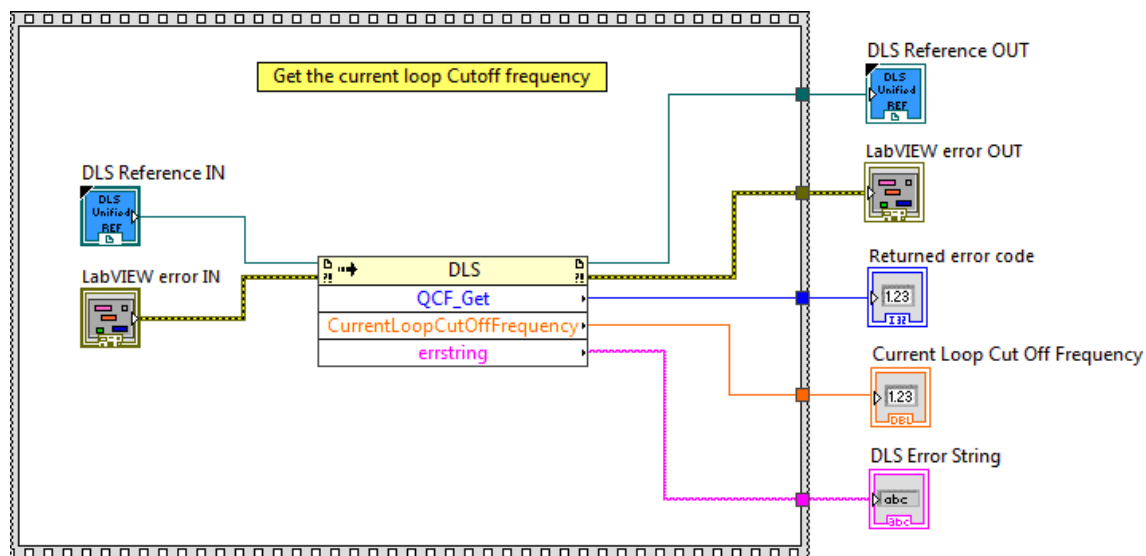 DLS Reference OUT
Get the current loop Cutoff frequency
DLS
Unified
REF
LabVIEW error OUT
DLS Reference IN
DLS
Unified
REF
?!
DLS
?!
Returned error code
LabVIEW error IN
QCF_Get
1.23
I32
CurrentLoopCutOffFrequency
errstring
Current Loop Cut Off Frequency
1.23
DBL
DLS Error String
abc
abc